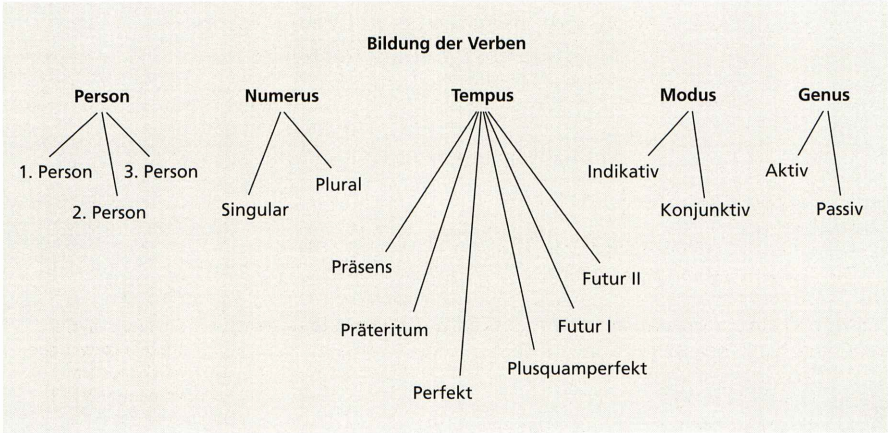 Bildung der Verben
Person Numerus Tempus Modus Genus
1. Person 3. Person Indikativ Aktiv
Plural
2. Person Singular Konjunktiv Passiv
Präsens
Futur II
Präteritum Futur I
Plusquamperfekt
Perfekt